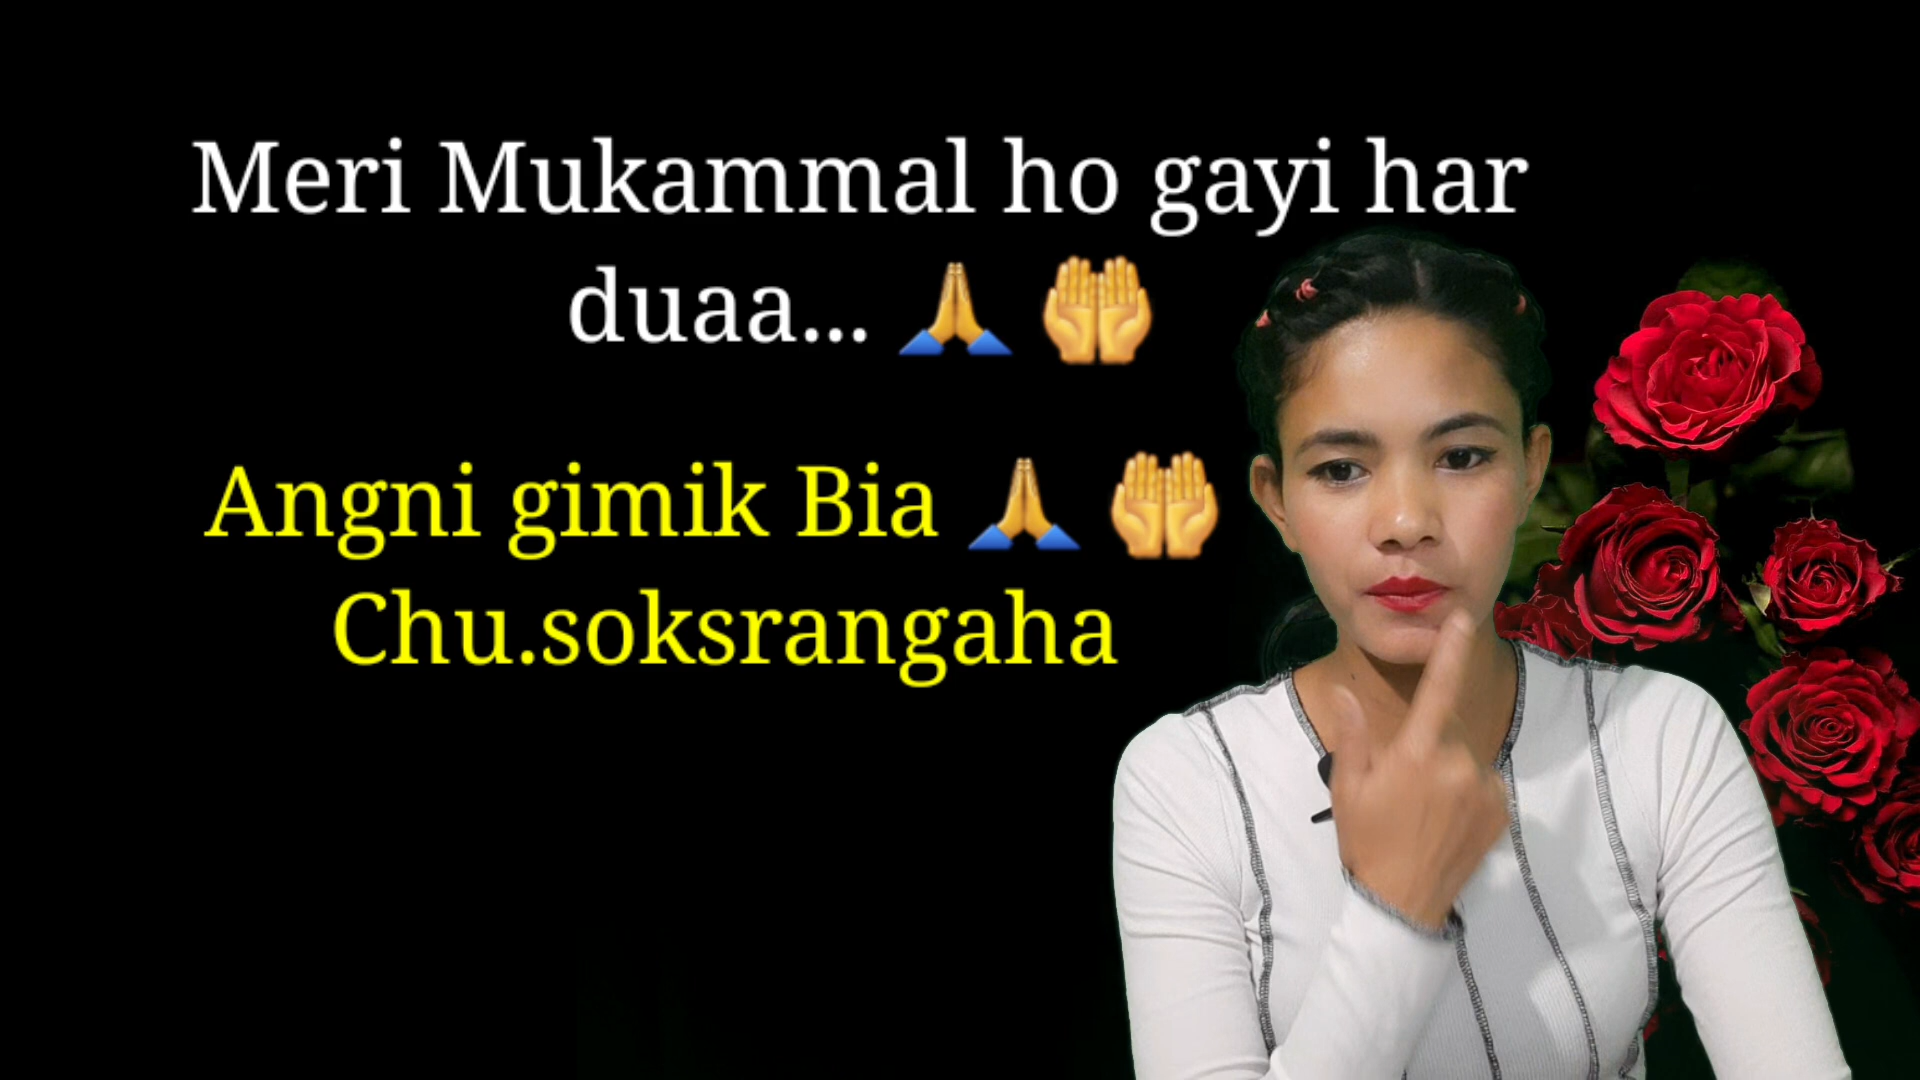 Meri Mukammal ho gayi har
duaa... 🙏 🤲
Angni gimik Bia 🙏 🤲
Chu.soksrangaha